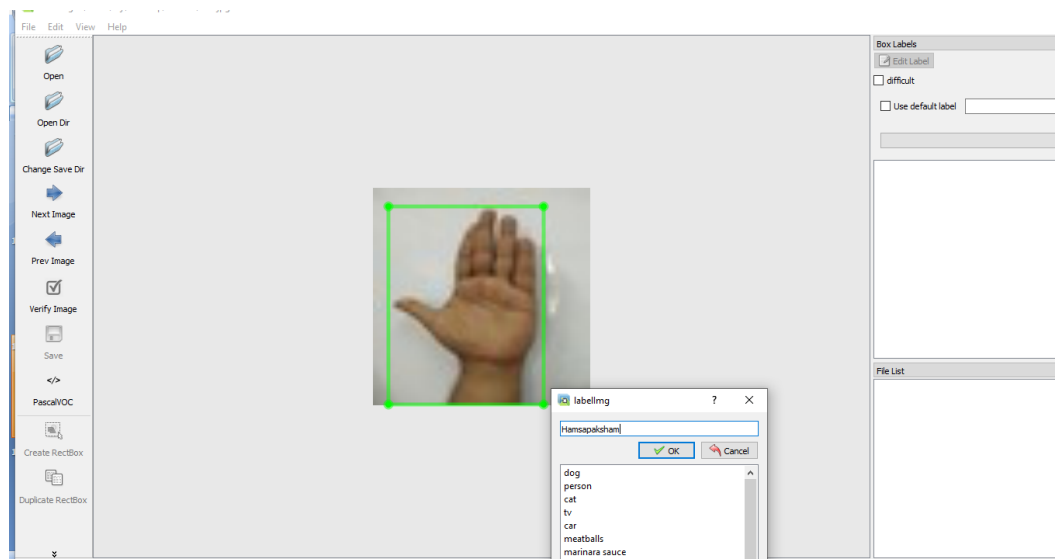 File Edit View Help
Open
Open Dir
Change Save Dir
Next Image
Prev Image
Verify Image
Save
</>
PascalVOC
Create RectBox
Duplicate RectBox
Box Labels
Edit Label
difficult
Use default label
File List
labelImg ? ×
Hamsapaksham
OK Cancel
dog
person
cat
tv
car
meatballs
marinara sauce